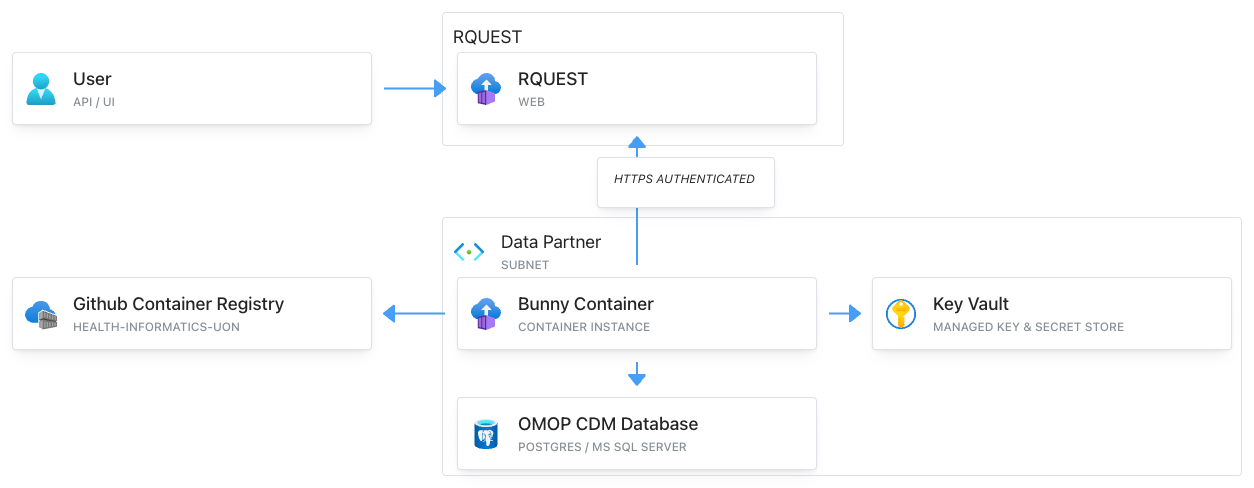 RQUEST
User
API / UI
RQUEST
WEB
HTTPS AUTHENTICATED
Data Partner
SUBNET
Github Container Registry
HEALTH-INFORMATICS-UON
Bunny Container
CONTAINER INSTANCE
Key Vault
MANAGED KEY & SECRET STORE
OMOP CDM Database
POSTGRES / MS SQL SERVER